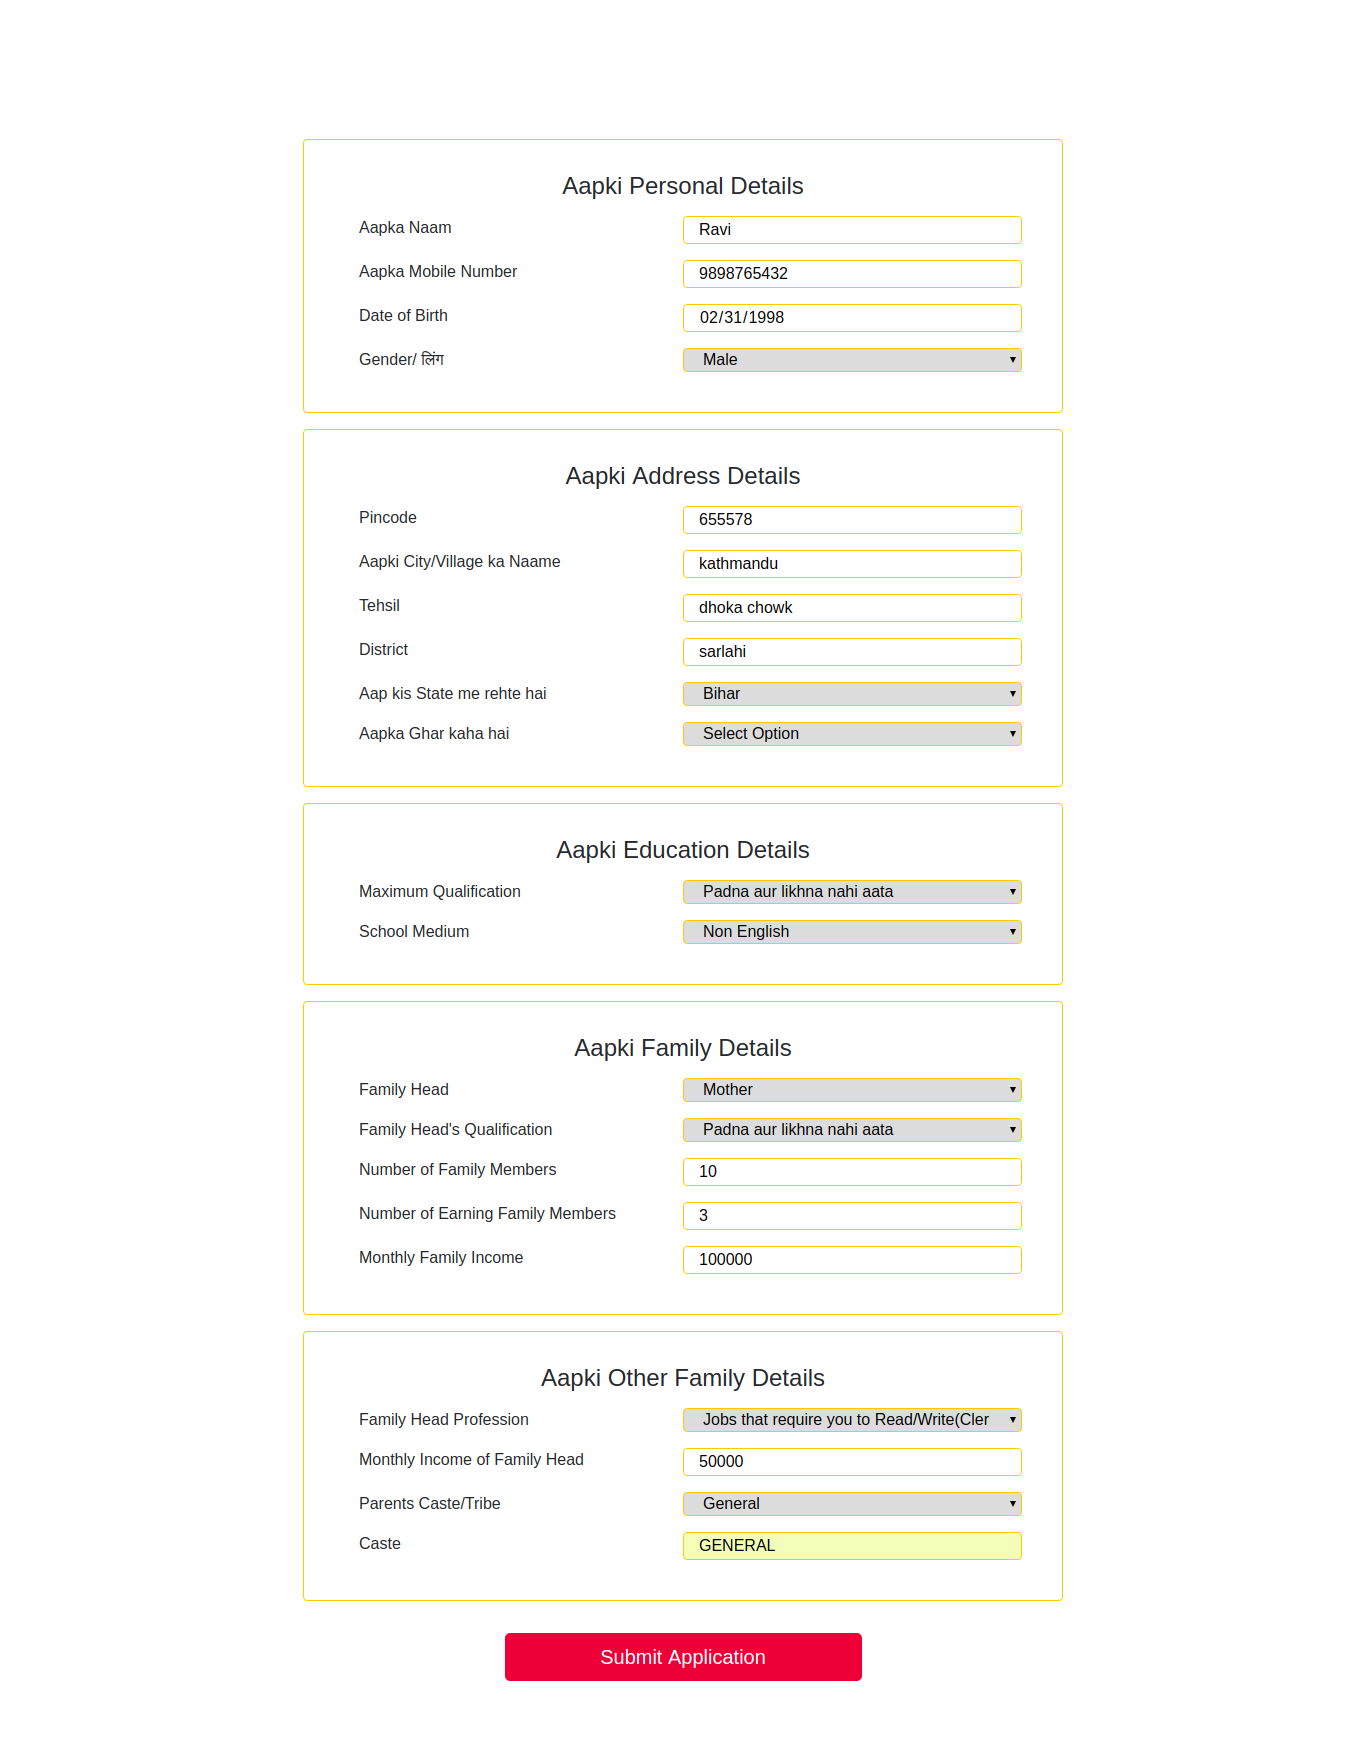 Aapki Personal Details
Aapka Naam Ravi
Aapka Mobile Number 9898765432
Date of Birth 02/31/1998
Gender/ लिंग Male
Aapki Address Details
Pincode 655578
Aapki City/Village ka Naame kathmandu
Tehsil dhoka chowk
District sarlahi
Aap kis State me rehte hai Bihar
Aapka Ghar kaha hai Select Option
Aapki Education Details
Maximum Qualification Padna aur likhna nahi aata
School Medium Non English
Aapki Family Details
Family Head Mother
Family Head's Qualification Padna aur likhna nahi aata
Number of Family Members 10
Number of Earning Family Members 3
Monthly Family Income 100000
Aapki Other Family Details
Family Head Profession Jobs that require you to Read/Write(Cler
Monthly Income of Family Head 50000
Parents Caste/Tribe General
Caste GENERAL
Submit Application